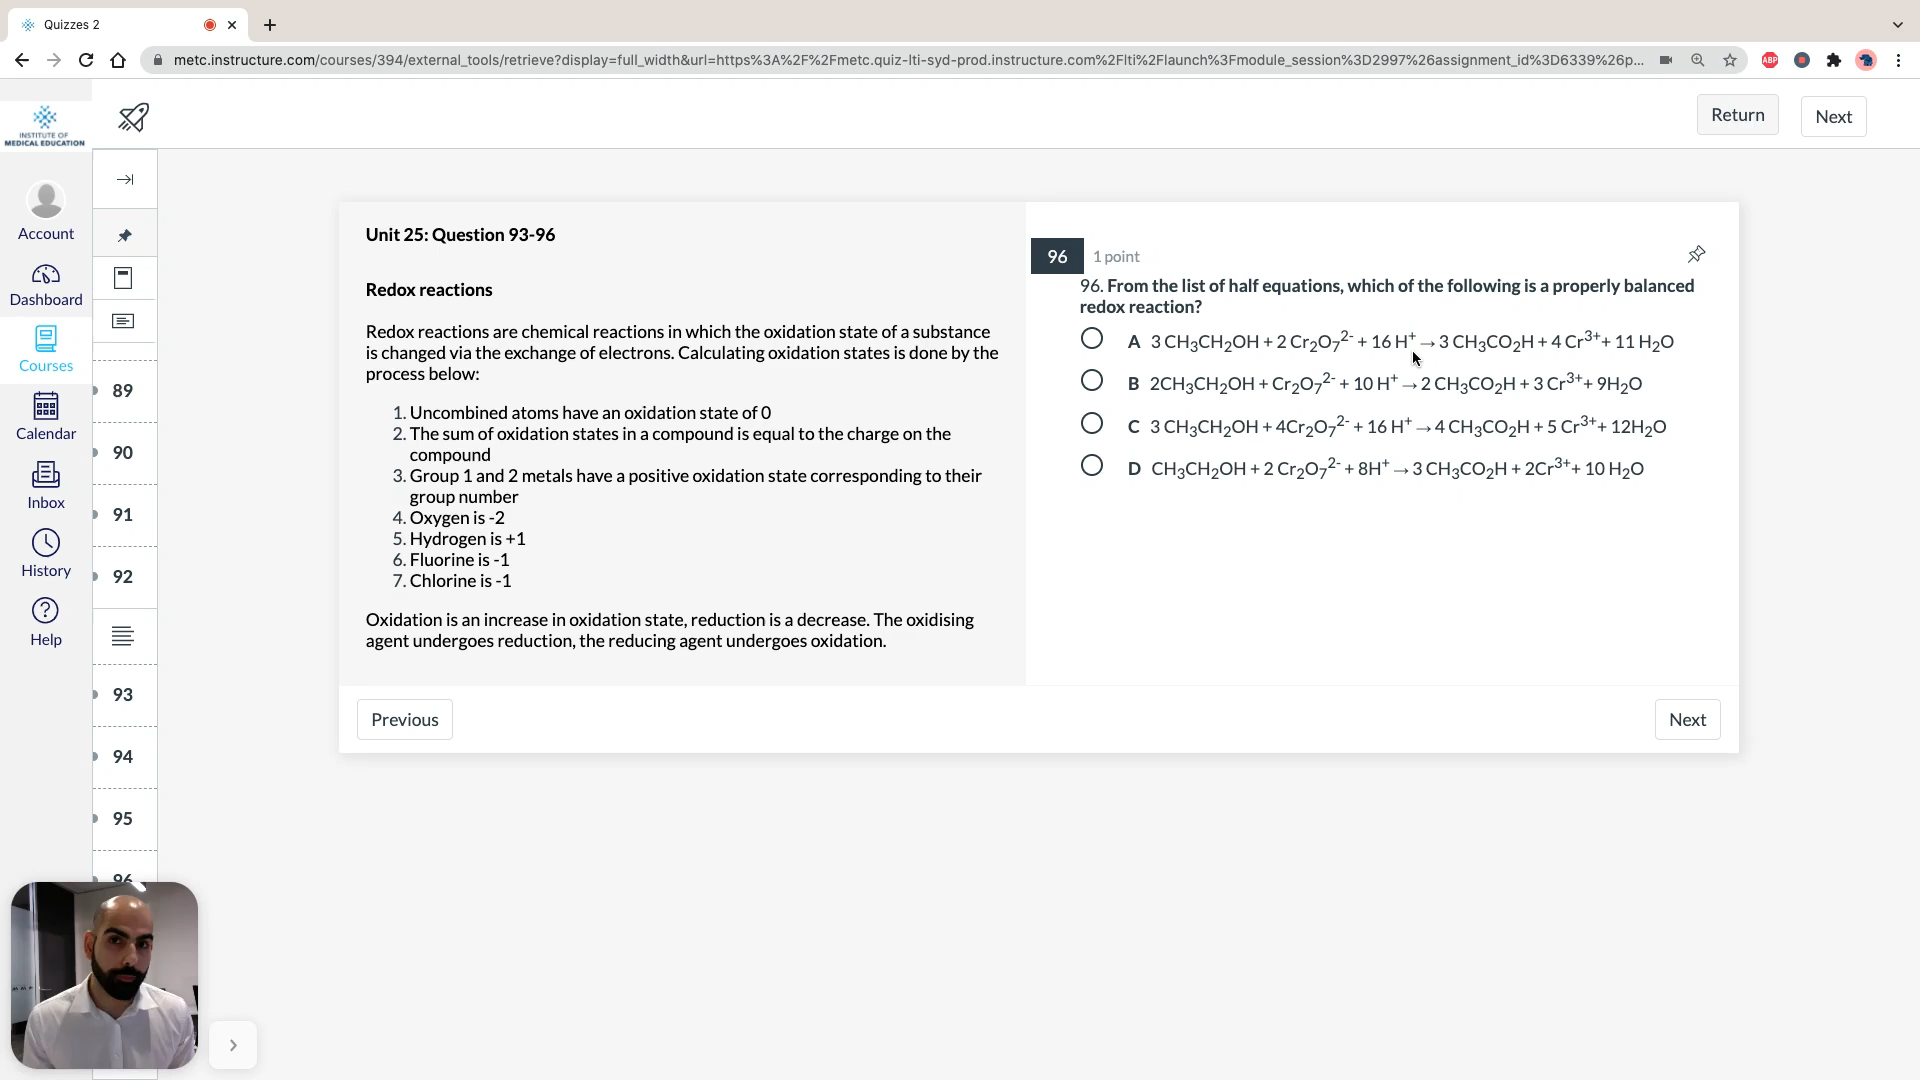 Quizzes 2
metc.instructure.com/courses/394/external_tools/retrieve?display=full_width&url=https%3A%2F%2Fmetc.quiz-lti-syd-prod.instructure.com%2Flti%2Flaunch%3Fmodule_session%3D2997%26assignment_id%3D6339%26p...
ABP
INSTITUTE OF
MEDICAL EDUCATION
Return
Next
Account
Dashboard
Courses
Calendar
Inbox
History
Help
89
90
91
92
93
94
95
96
Unit 25: Question 93-96
Redox reactions
Redox reactions are chemical reactions in which the oxidation state of a substance
is changed via the exchange of electrons. Calculating oxidation states is done by the
process below:
1. Uncombined atoms have an oxidation state of 0
2. The sum of oxidation states in a compound is equal to the charge on the
compound
3. Group 1 and 2 metals have a positive oxidation state corresponding to their
group number
4. Oxygen is -2
5. Hydrogen is +1
6. Fluorine is -1
7. Chlorine is -1
Oxidation is an increase in oxidation state, reduction is a decrease. The oxidising
agent undergoes reduction, the reducing agent undergoes oxidation.
96 1 point
96. From the list of half equations, which of the following is a properly balanced
redox reaction?
A 3 CH₃CH₂OH + 2 Cr₂O₇²⁻ + 16 H⁺ → 3 CH₃CO₂H + 4 Cr³⁺ + 11 H₂O
B 2CH₃CH₂OH + Cr₂O₇²⁻ + 10 H⁺ → 2 CH₃CO₂H + 3 Cr³⁺ + 9H₂O
C 3 CH₃CH₂OH + 4Cr₂O₇²⁻ + 16 H⁺ → 4 CH₃CO₂H + 5 Cr³⁺ + 12H₂O
D CH₃CH₂OH + 2 Cr₂O₇²⁻ + 8H⁺ → 3 CH₃CO₂H + 2Cr³⁺ + 10 H₂O
Previous
Next